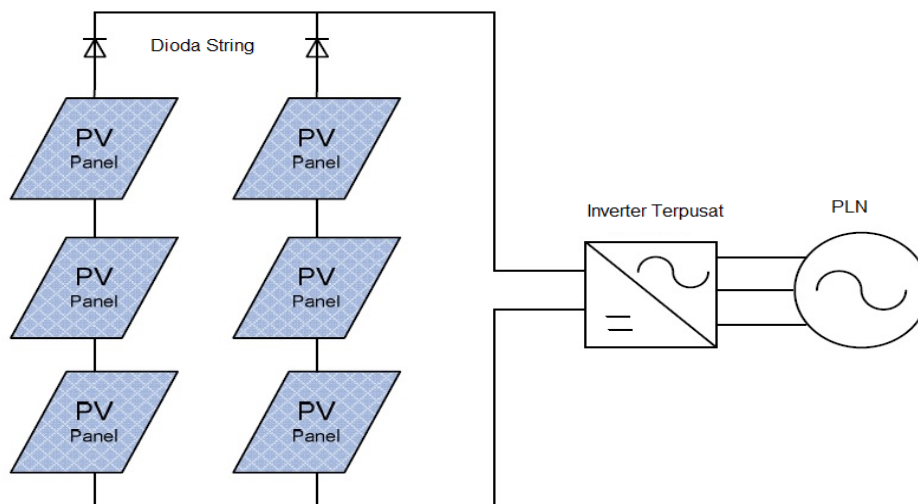 Dioda String
PV
Panel
PV
Panel
Inverter Terpusat
PLN
PV
Panel
PV
Panel
PV
Panel
PV
Panel